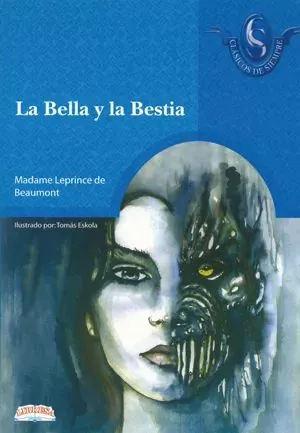 CLÁSICOS DE SIEMPRE
La Bella y la Bestia
Madame Leprince de
Beaumont
Ilustrado por: Tomás Eskola